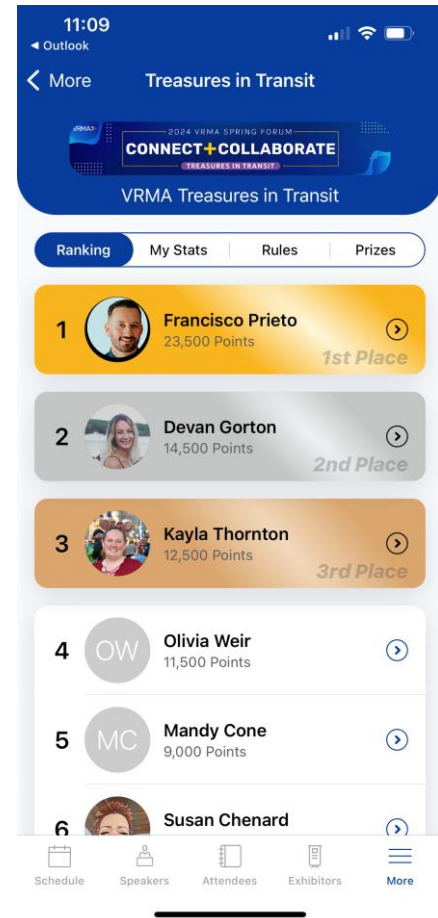 11:09
◀ Outlook
More
Treasures in Transit
VRMA
2024 VRMA SPRING FORUM
CONNECT+COLLABORATE
TREASURES IN TRANSIT
VRMA Treasures in Transit
Ranking My Stats Rules Prizes
1
Francisco Prieto
23,500 Points
1st Place
2
Devan Gorton
14,500 Points
2nd Place
3
Kayla Thornton
12,500 Points
3rd Place
4
OW
Olivia Weir
11,500 Points
5
MC
Mandy Cone
9,000 Points
6
Susan Chenard
Schedule Speakers Attendees Exhibitors More